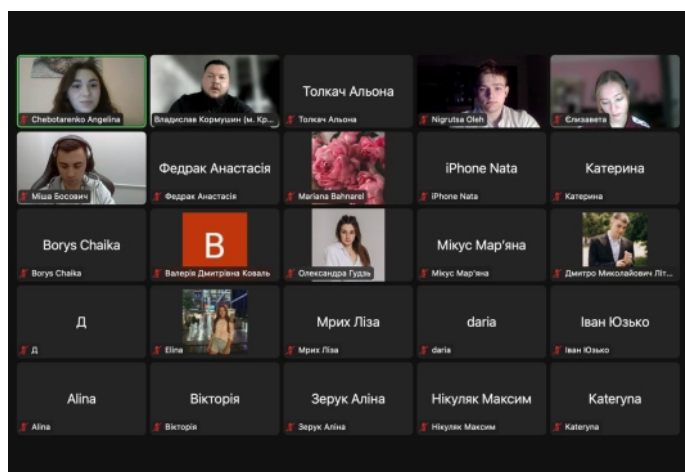 Chebotarenko Angelina
Владислав Кормушин (м. Кр...
Толкач Альона
Толкач Альона
Nigrutsa Oleh
Єлизавета
Міша Босович
Федрак Анастасія
Федрак Анастасія
Mariana Bahnarel
iPhone Nata
iPhone Nata
Катерина
Катерина
Borys Chaika
Borys Chaika
В
Валерія Дмитрівна Коваль
Олександра Гудзь
Мікус Мар'яна
Мікус Мар'яна
Дмитро Миколайович Літ...
Д
Д
Elina
Мрих Ліза
Мрих Ліза
daria
daria
Іван Юзько
Іван Юзько
Alina
Alina
Вікторія
Вікторія
Зерук Аліна
Зерук Аліна
Нікуляк Максим
Нікуляк Максим
Kateryna
Kateryna